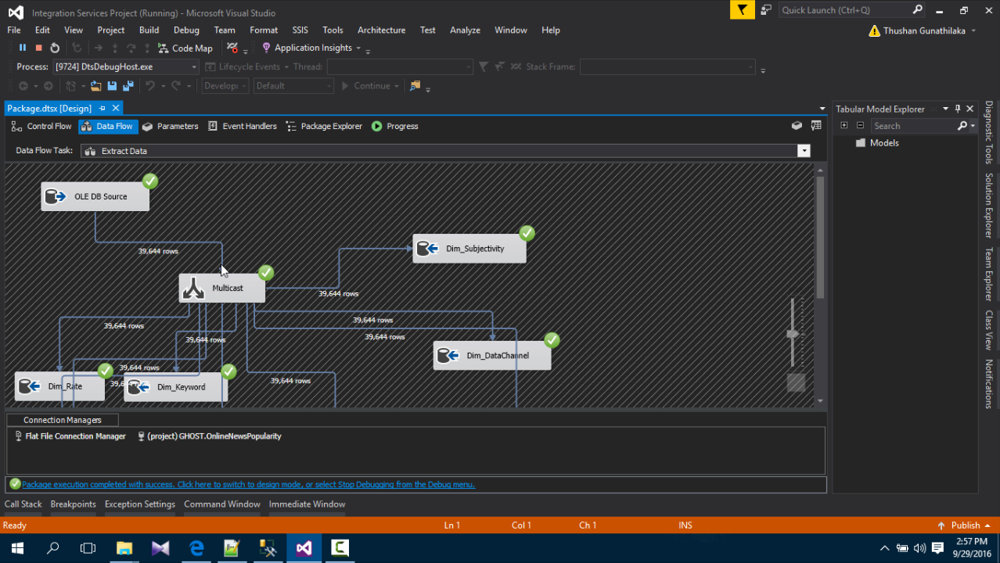 Integration Services Project (Running) - Microsoft Visual Studio
Quick Launch (Ctrl+Q)
File Edit View Project Build Debug Team Format SSIS Tools Architecture Test Analyze Window Help
Thushan Gunathilaka
Code Map Application Insights
Process: [9724] DtsDebugHost.exe Lifecycle Events Thread: Stack Frame:
Developi Default Continue
Package.dtsx [Design]
Tabular Model Explorer
Control Flow Data Flow Parameters Event Handlers Package Explorer Progress
Search
Data Flow Task: Extract Data
Models
OLE DB Source
39,644 rows
Dim_Subjectivity
Multicast
39,644 rows
39,644 rows
39,644 rows
39,644 rows
39,644 rows
Dim_DataChannel
39,644 rows
39,644 rows
Dim_Rate
Dim_Keyword
Connection Managers
Flat File Connection Manager (project) GHOST.OnlineNewsPopularity
Package execution completed with success. Click here to switch to design mode, or select Stop Debugging from the Debug menu.
Call Stack Breakpoints Exception Settings Command Window Immediate Window
Ready Ln 1 Col 1 Ch 1 INS Publish
Diagnostic Tools
Solution Explorer
Team Explorer
Class View
Notifications
2:57 PM
9/29/2016